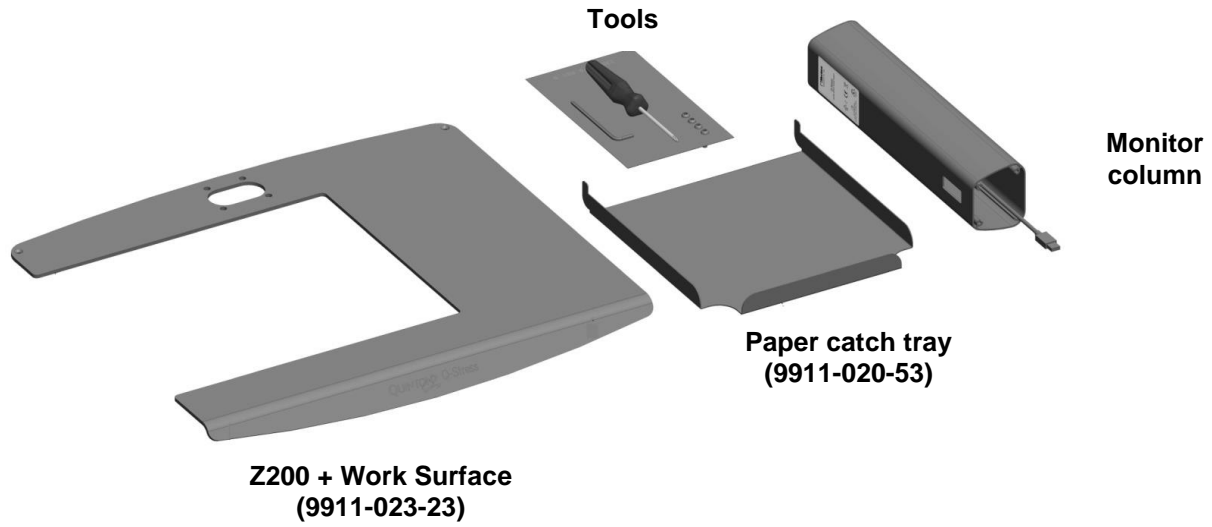 Tools
Monitor
column
Paper catch tray
(9911-020-53)
Z200 + Work Surface
(9911-023-23)